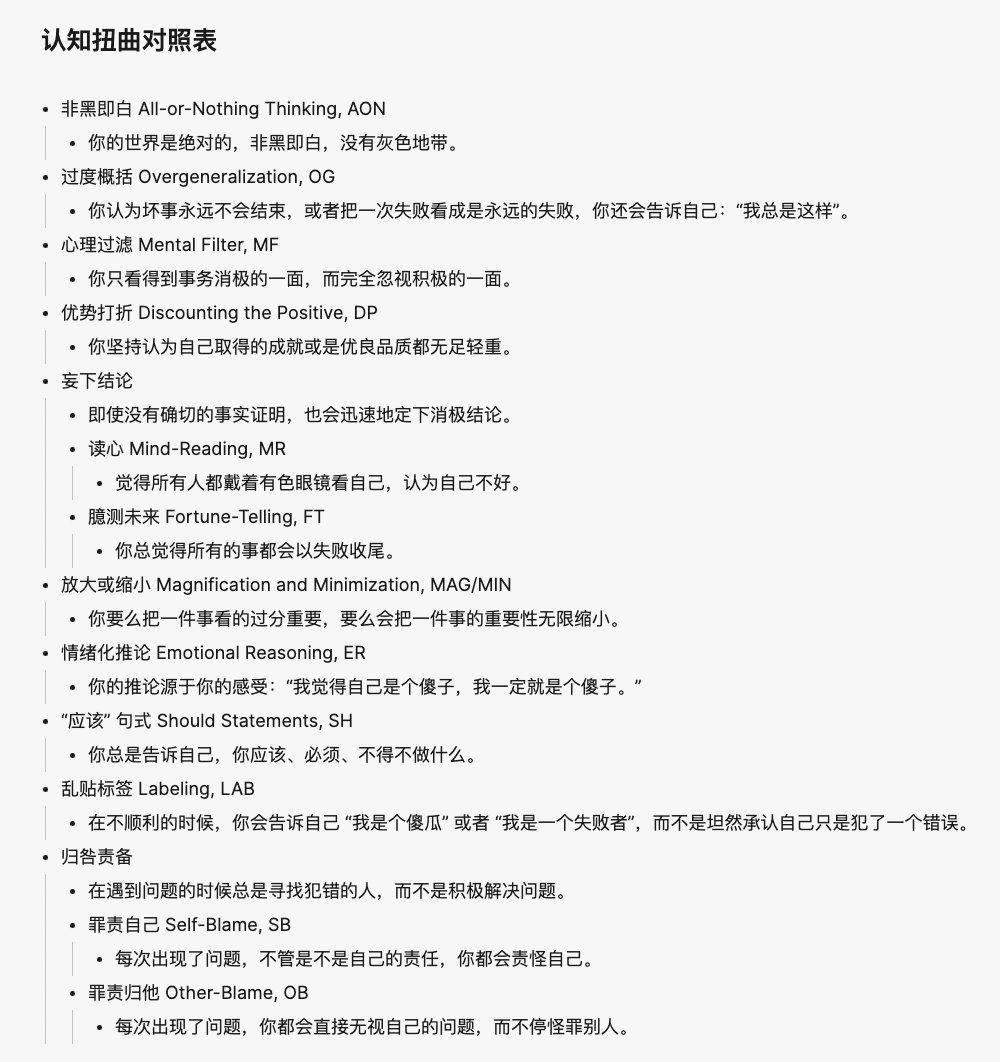 认知扭曲对照表
非黑即白 All-or-Nothing Thinking, AON
你的世界是绝对的，非黑即白，没有灰色地带。
过度概括 Overgeneralization, OG
你认为坏事永远不会结束，或者把一次失败看成是永远的失败，你还会告诉自己：“我总是这样”。
心理过滤 Mental Filter, MF
你只看得到事务消极的一面，而完全忽视积极的一面。
优势打折 Discounting the Positive, DP
你坚持认为自己取得的成就或是优良品质都无足轻重。
妄下结论
即使没有确切的事实证明，也会迅速地定下消极结论。
读心 Mind-Reading, MR
觉得所有人都戴着有色眼镜看自己，认为自己不好。
臆测未来 Fortune-Telling, FT
你总觉得所有的事都会以失败收尾。
放大或缩小 Magnification and Minimization, MAG/MIN
你要么把一件事看的过分重要，要么会把一件事的重要性无限缩小。
情绪化推论 Emotional Reasoning, ER
你的推论源于你的感受：“我觉得自己是个傻子，我一定就是个傻子。”
“应该” 句式 Should Statements, SH
你总是告诉自己，你应该、必须、不得不做什么。
乱贴标签 Labeling, LAB
在不顺利的时候，你会告诉自己 “我是个傻瓜” 或者 “我是一个失败者”，而不是坦然承认自己只是犯了一个错误。
归咎责备
在遇到问题的时候总是寻找犯错的人，而不是积极解决问题。
罪责自己 Self-Blame, SB
每次出现了问题，不管是不是自己的责任，你都会责怪自己。
罪责归他 Other-Blame, OB
每次出现了问题，你都会直接无视自己的问题，而不停怪罪别人。